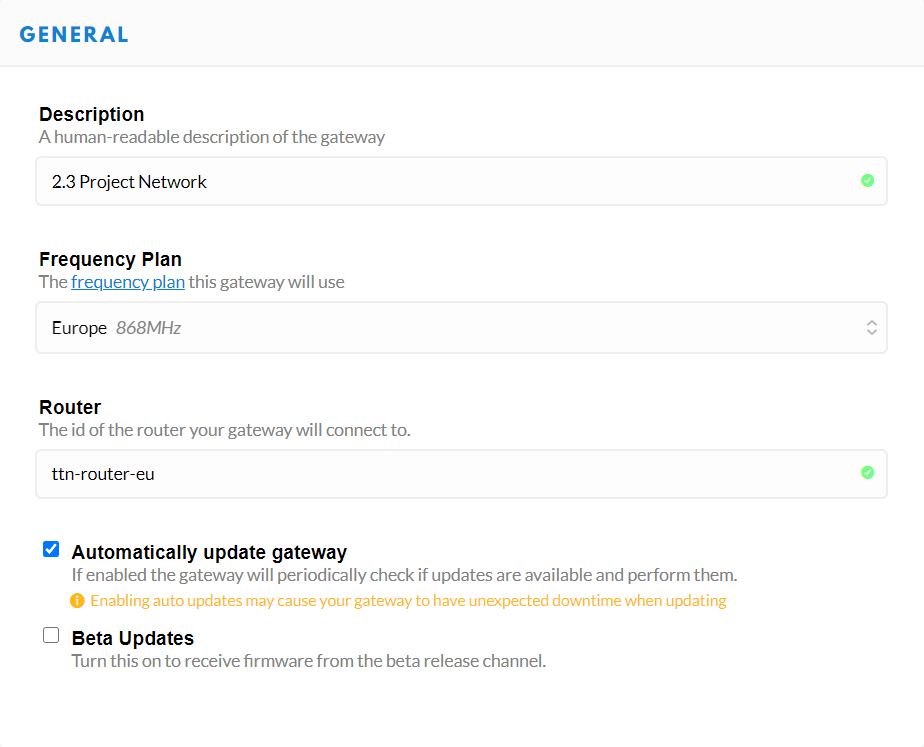 GENERAL
Description
A human-readable description of the gateway
2.3 Project Network
Frequency Plan
The frequency plan this gateway will use
Europe 868MHz
Router
The id of the router your gateway will connect to.
ttn-router-eu
Automatically update gateway
If enabled the gateway will periodically check if updates are available and perform them.
Enabling auto updates may cause your gateway to have unexpected downtime when updating
Beta Updates
Turn this on to receive firmware from the beta release channel.